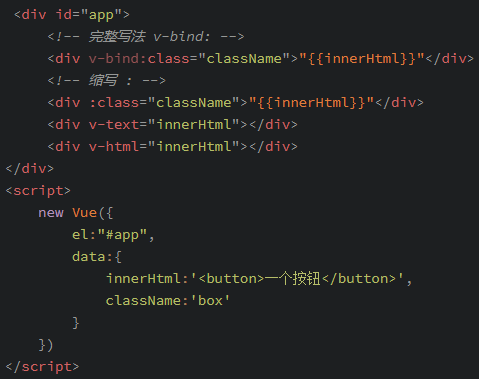 <div id="app">
<!-- 完整写法 v-bind: -->
<div v-bind:class="className">"{{innerHtml}}"</div>
<!-- 缩写 : -->
<div :class="className">"{{innerHtml}}"</div>
<div v-text="innerHtml"></div>
<div v-html="innerHtml"></div>
</div>
<script>
new Vue({
el:"#app",
data:{
innerHtml:'<button>一个按钮</button>',
className:'box'
}
})
</script>